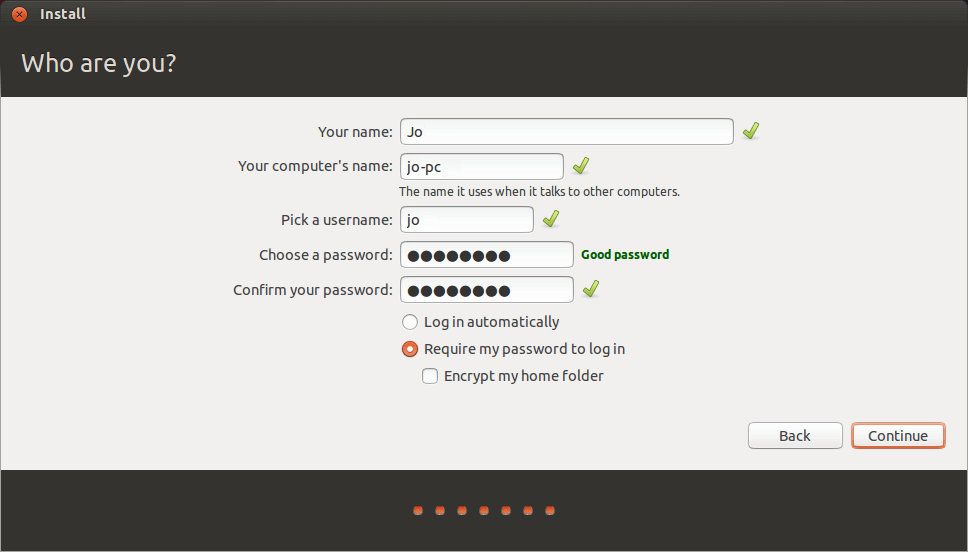 Install
Who are you?
Your name: Jo
Your computer's name: jo-pc
The name it uses when it talks to other computers.
Pick a username: jo
Choose a password: ●●●●●●●● Good password
Confirm your password: ●●●●●●●●
Log in automatically
Require my password to log in
Encrypt my home folder
Back Continue